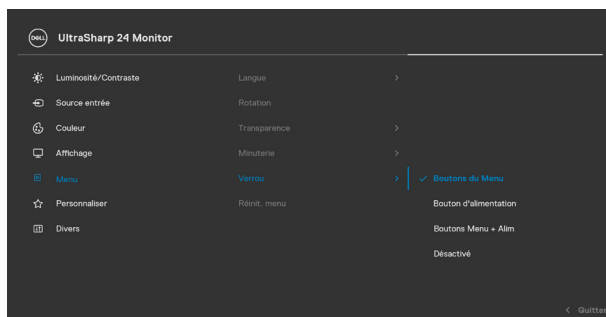 DELL UltraSharp 24 Monitor
Luminosité/Contraste Langue
Source entrée Rotation
Couleur Transparence
Affichage Minuterie
Menu Verrou Boutons du Menu
Personnaliser Réinit. menu Bouton d'alimentation
Divers Boutons Menu + Alim
Désactivé
Quitter